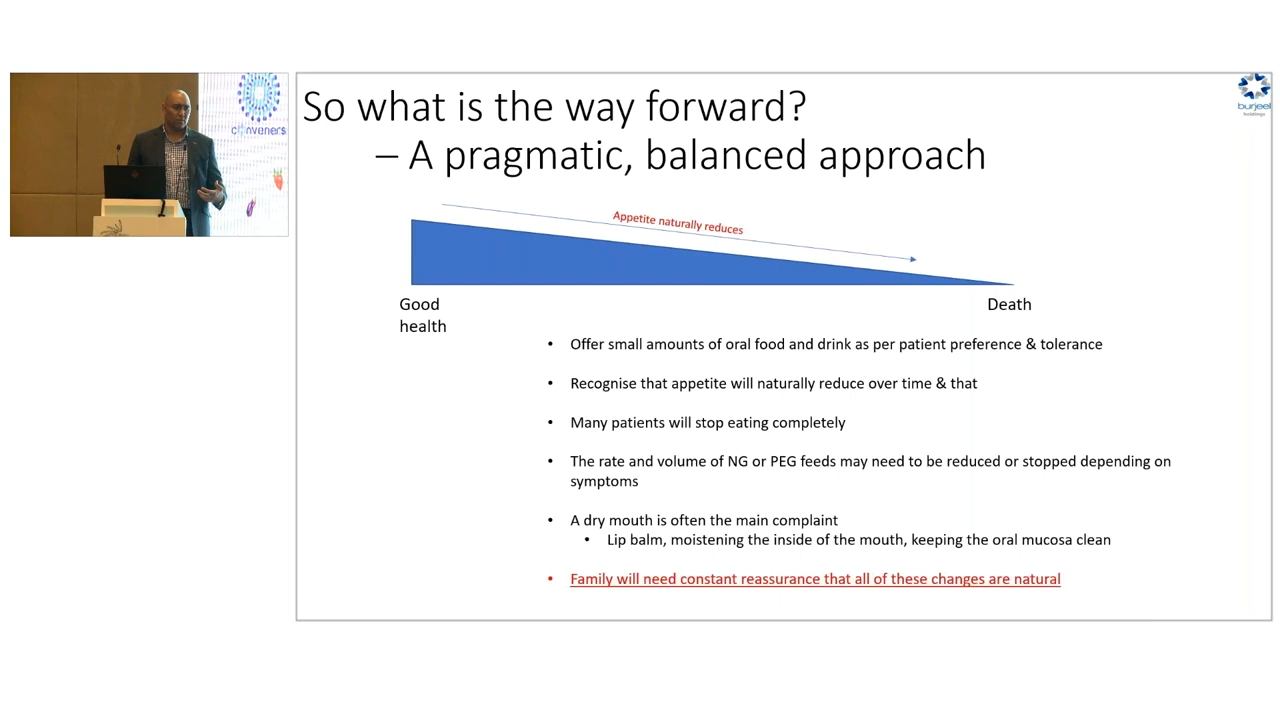 conveners
So what is the way forward?
– A pragmatic, balanced approach
burjeel
holdings
Appetite naturally reduces
Good
health
Death
• Offer small amounts of oral food and drink as per patient preference & tolerance
• Recognise that appetite will naturally reduce over time & that
• Many patients will stop eating completely
• The rate and volume of NG or PEG feeds may need to be reduced or stopped depending on
symptoms
• A dry mouth is often the main complaint
• Lip balm, moistening the inside of the mouth, keeping the oral mucosa clean
• Family will need constant reassurance that all of these changes are natural